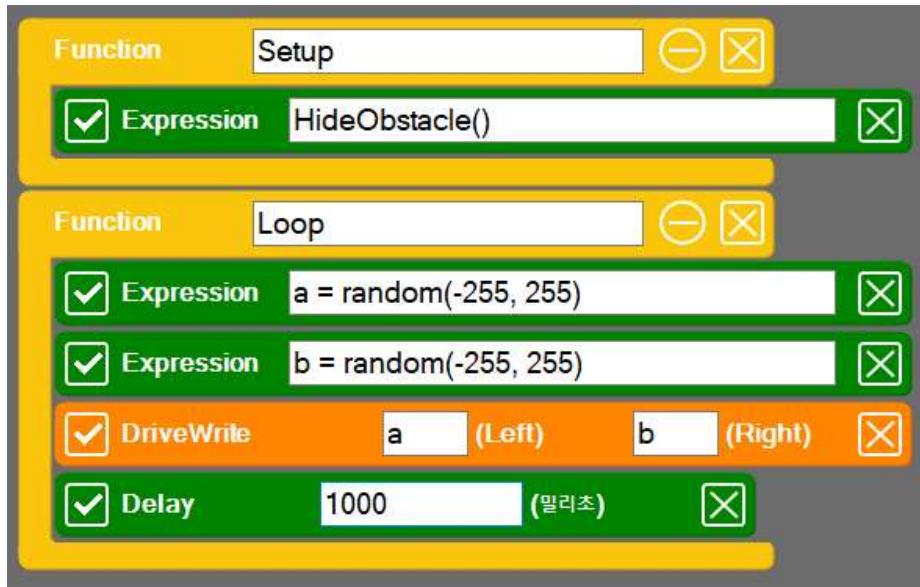 Function Setup
Expression HideObstacle()
Function Loop
Expression a = random(-255, 255)
Expression b = random(-255, 255)
DriveWrite a (Left) b (Right)
Delay 1000 (밀리초)